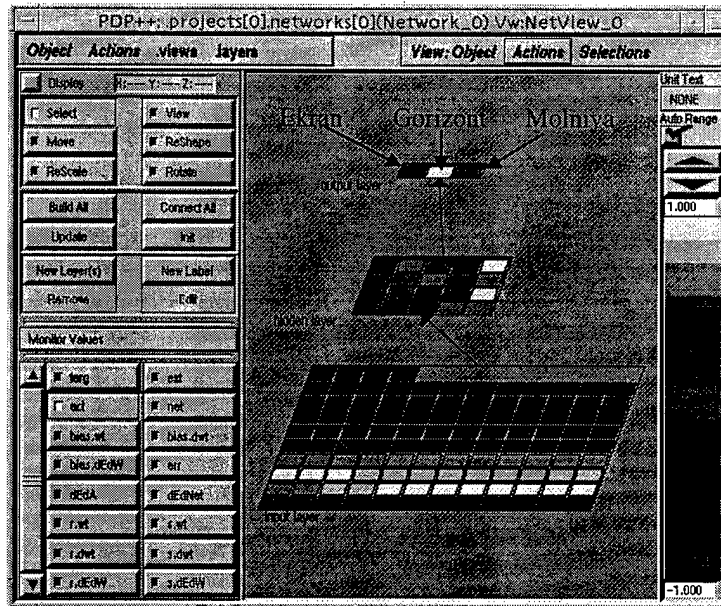 PDP++: .projects[0].networks[0](Network_0) Vw:NetView_0
Object Actions .views .layers
View: Object Actions Selections
Display X:--- Y:--- Z:---
Select View
Move ReShape
ReScale Rotate
Build All Connect All
Update Init
New Layer(s) New Label
Remove Edit
Monitor Values
targ ext
act net
bias.wt bias.dwt
bias.dEdW err
dEdA dEdNet
r.wt s.wt
r.dwt s.dwt
r.dEdW s.dEdW
Ekran Gorizont Molniya
output layer
hidden layer
input layer
Unit Text
NONE
Auto Range
1.000
-1.000